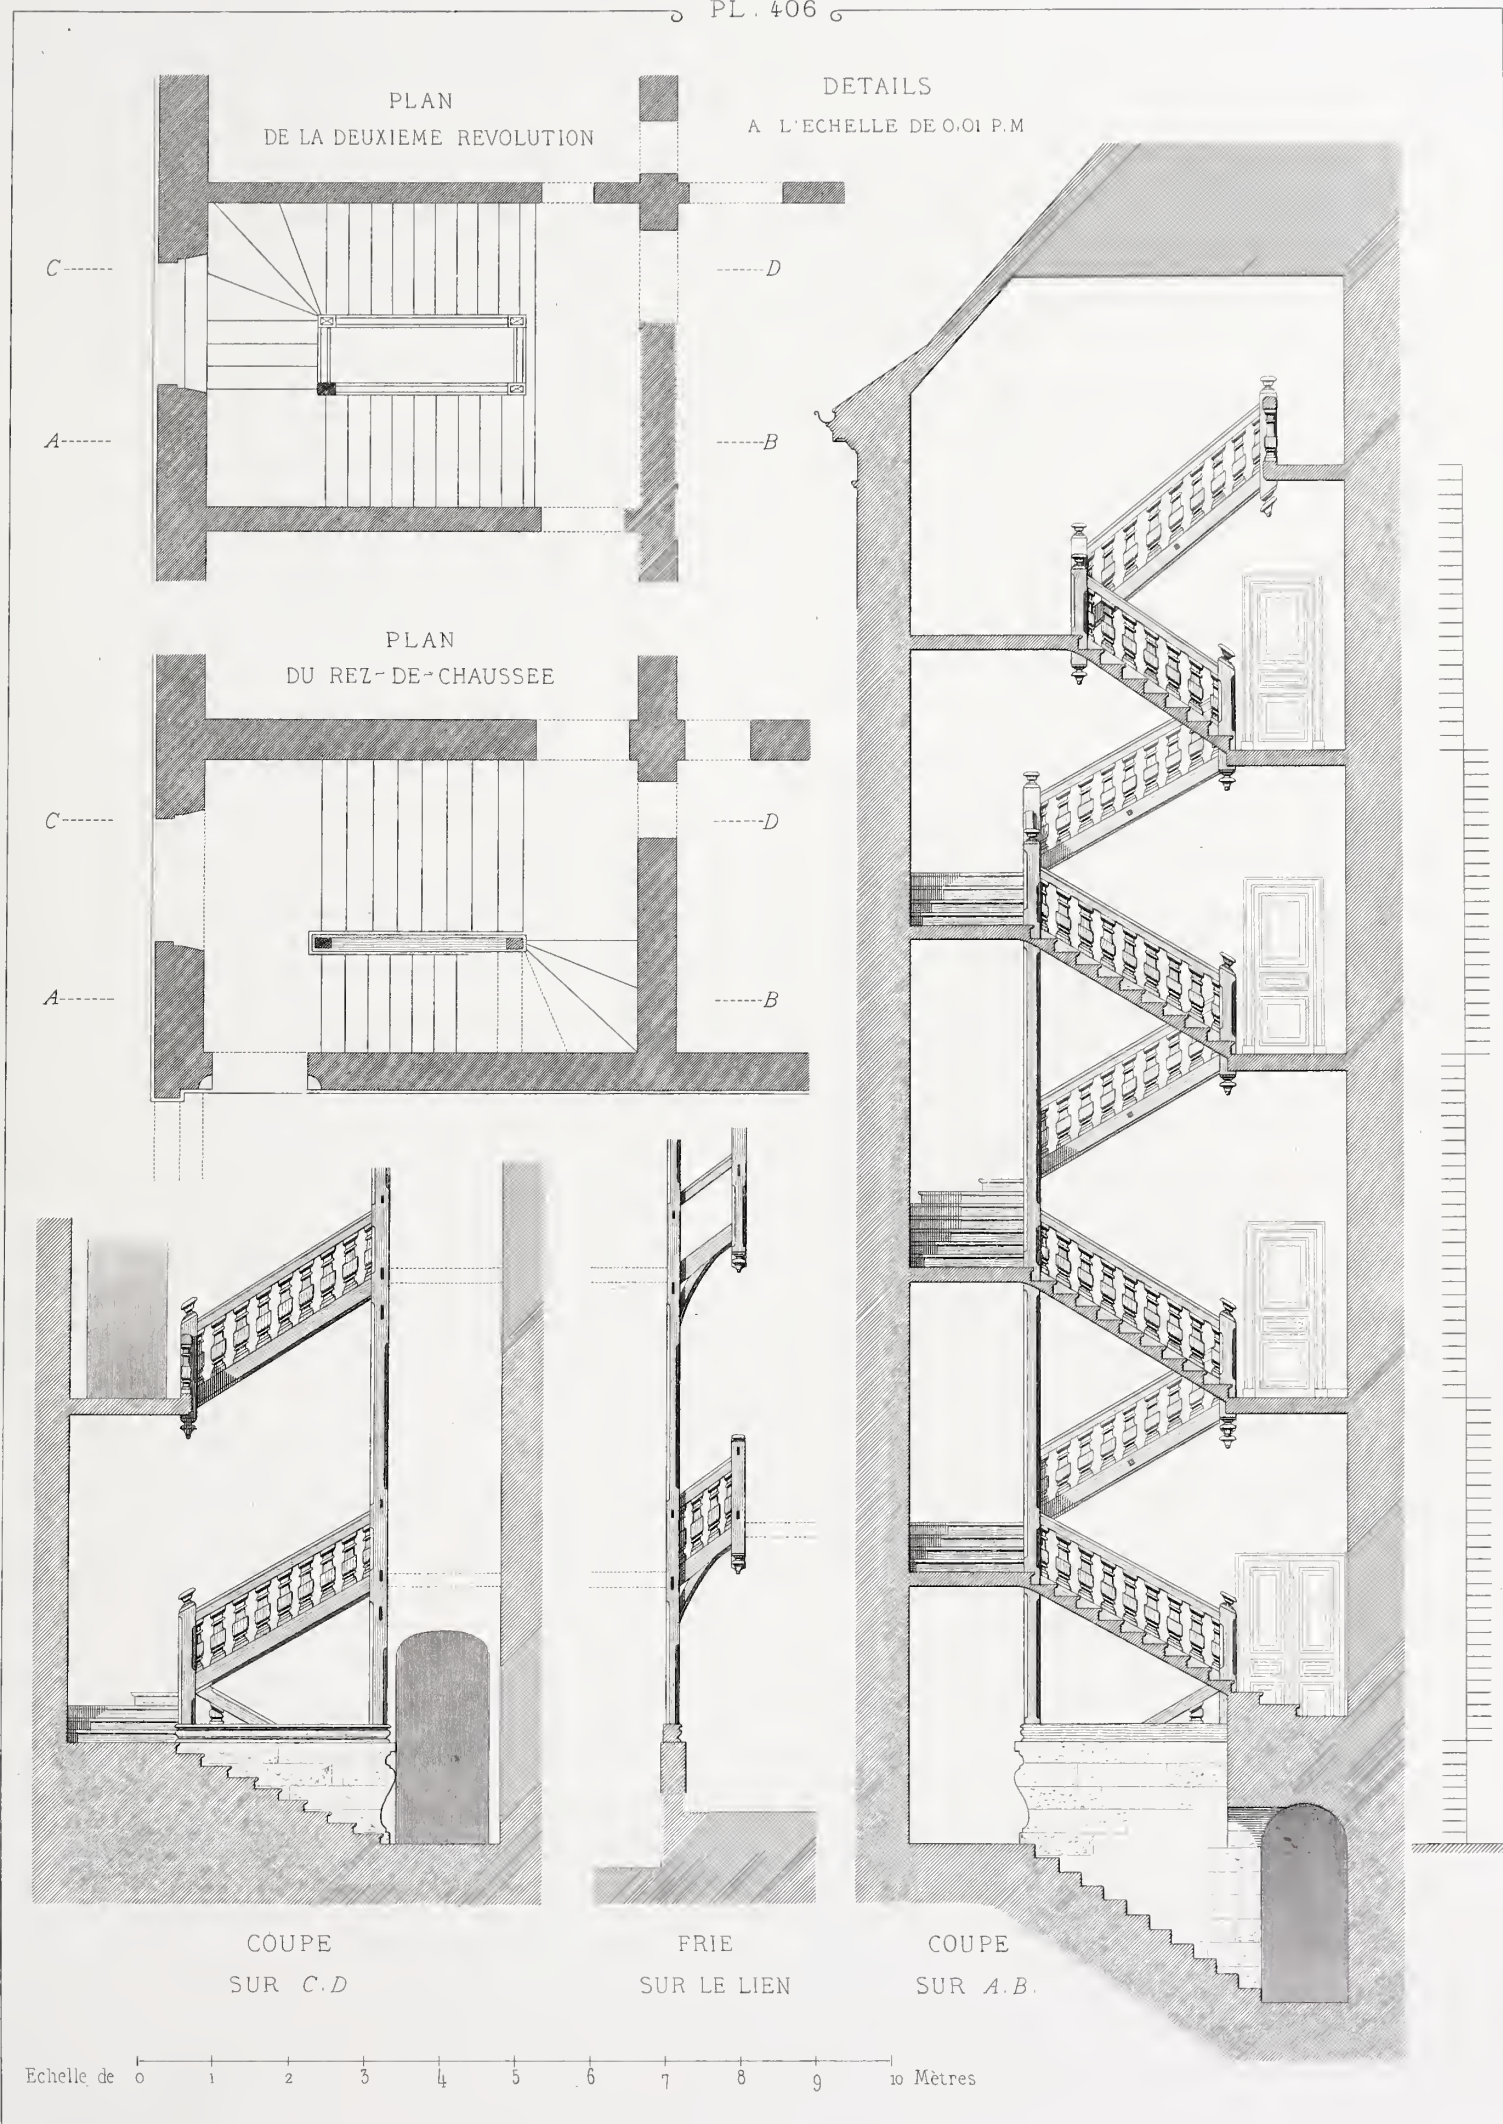 PL. 406
PLAN
DE LA DEUXIEME REVOLUTION
DETAILS
A L'ECHELLE DE 0.01 P.M
C
D
A
B
PLAN
DU REZ-DE-CHAUSSEE
C
D
A
B
COUPE
SUR C.D
FRIE
SUR LE LIEN
COUPE
SUR A.B.
Echelle de 0 1 2 3 4 5 6 7 8 9 10 Mètres